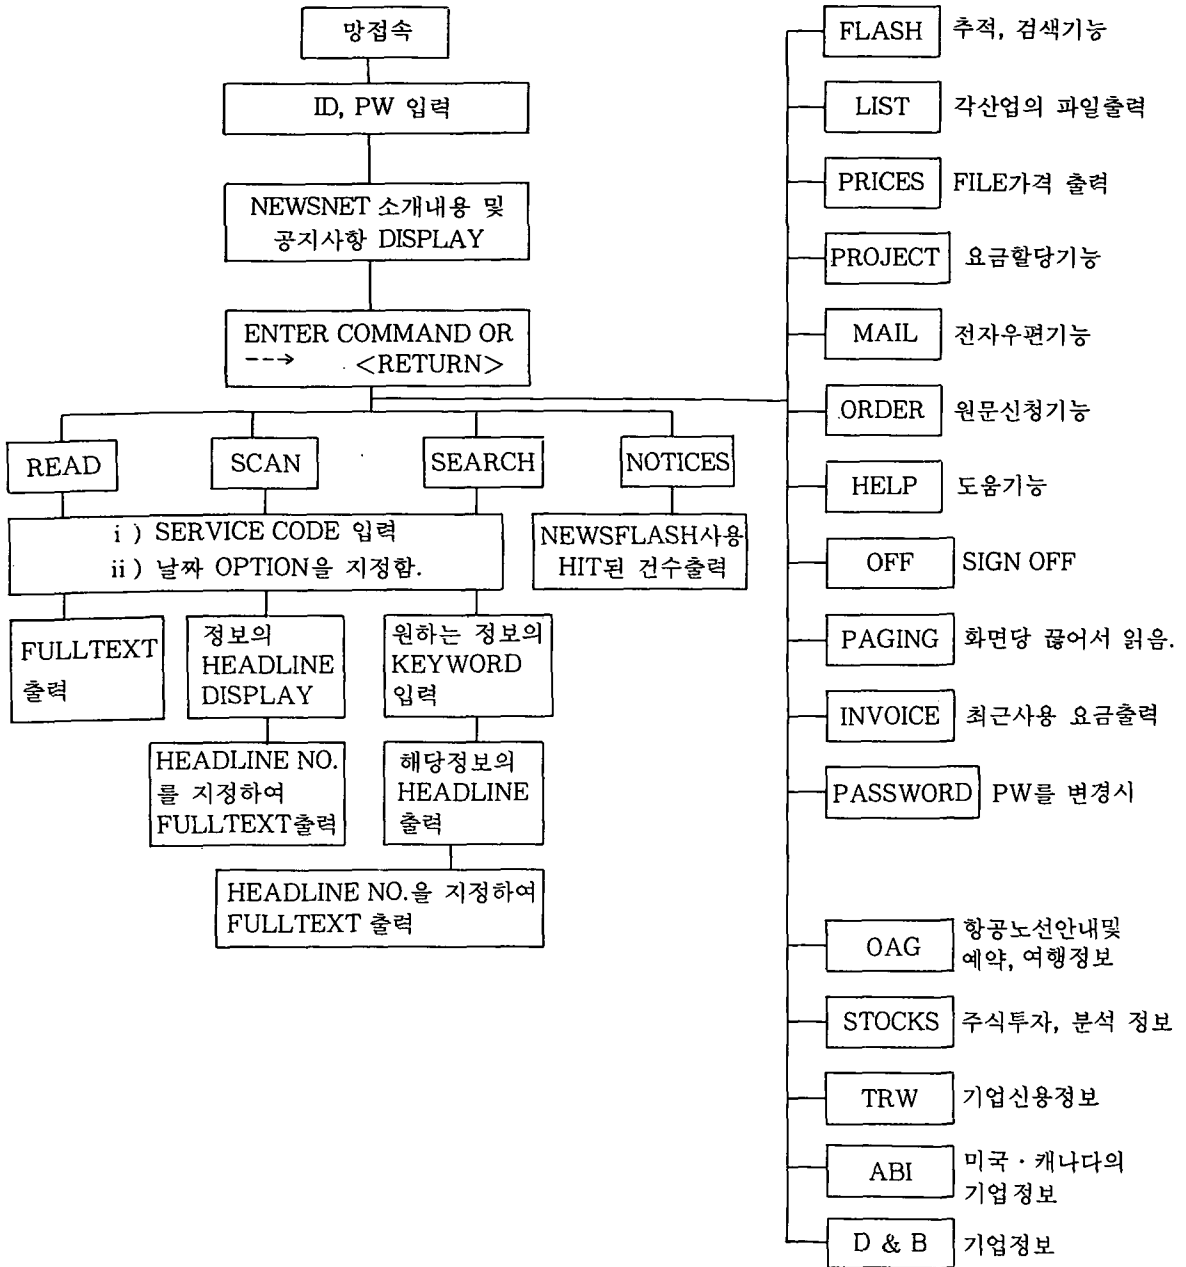 망접속
ID, PW 입력
NEWSNET 소개내용 및
공지사항 DISPLAY
ENTER COMMAND OR
---→ <RETURN>
READ
SCAN
SEARCH
NOTICES
i ) SERVICE CODE 입력
ii ) 날짜 OPTION을 지정함.
NEWSFLASH사용
HIT된 건수출력
FULLTEXT
출력
정보의
HEADLINE
DISPLAY
원하는 정보의
KEYWORD
입력
HEADLINE NO.
를 지정하여
FULLTEXT출력
해당정보의
HEADLINE
출력
HEADLINE NO.을 지정하여
FULLTEXT 출력
FLASH 추적, 검색기능
LIST 각산업의 파일출력
PRICES FILE가격 출력
PROJECT 요금할당기능
MAIL 전자우편기능
ORDER 원문신청기능
HELP 도움기능
OFF SIGN OFF
PAGING 화면당 끊어서 읽음.
INVOICE 최근사용 요금출력
PASSWORD PW를 변경시
OAG 항공노선안내및
예약, 여행정보
STOCKS 주식투자, 분석 정보
TRW 기업신용정보
ABI 미국·캐나다의
기업정보
D & B 기업정보